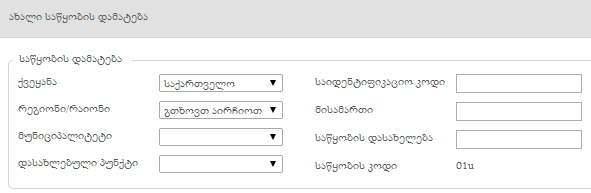 ახალი საწყობის დამატება
საწყობის დამატება
ქვეყანა საქართველო საიდენტიფიკაციო კოდი
რეგიონი/რაიონი გთხოვთ აირჩიოთ მისამართი
მუნიციპალიტეტი საწყობის დასახელება
დასახლებული პუნქტი საწყობის კოდი 01u